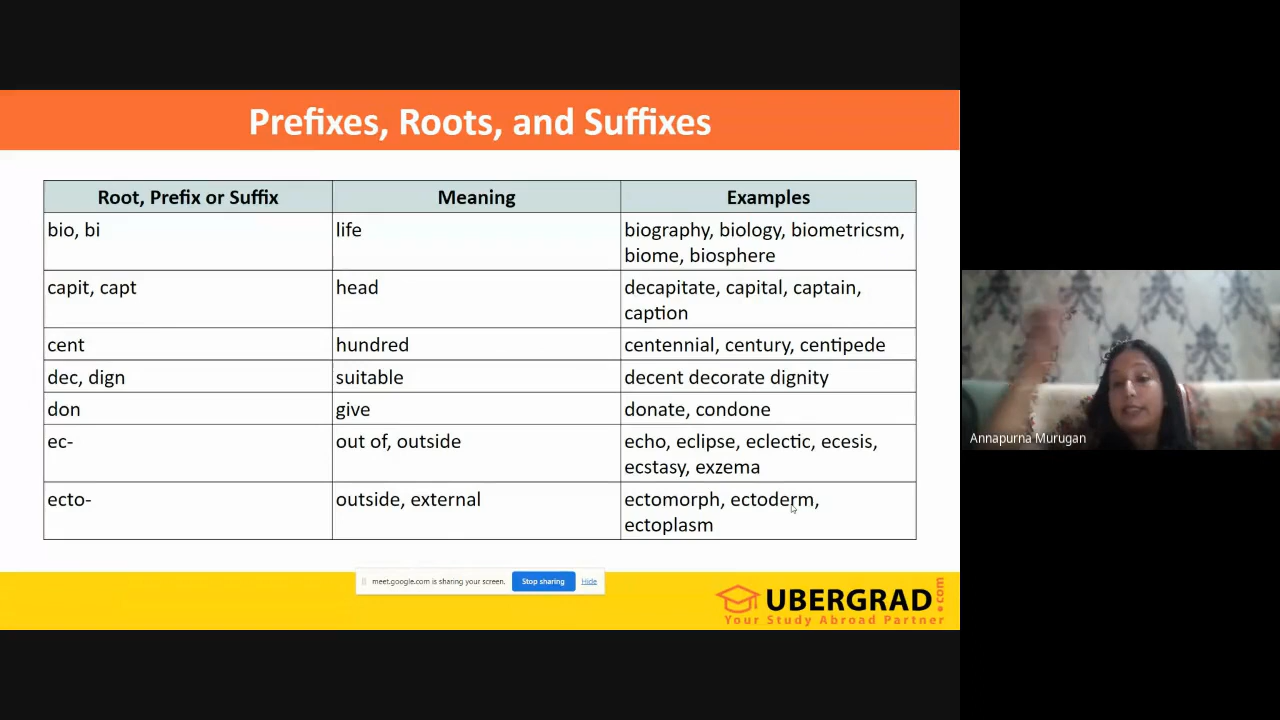 Prefixes, Roots, and Suffixes
Root, Prefix or Suffix Meaning Examples
bio, bi life biography, biology, biometricsm,
biome, biosphere
capit, capt head decapitate, capital, captain,
caption
cent hundred centennial, century, centipede
dec, dign suitable decent decorate dignity
don give donate, condone
ec- out of, outside echo, eclipse, eclectic, ecesis,
ecstasy, exzema
ecto- outside, external ectomorph, ectoderm,
ectoplasm
Annapurna Murugan
meet.google.com is sharing your screen. Stop sharing Hide
UBERGRAD.com
Your Study Abroad Partner